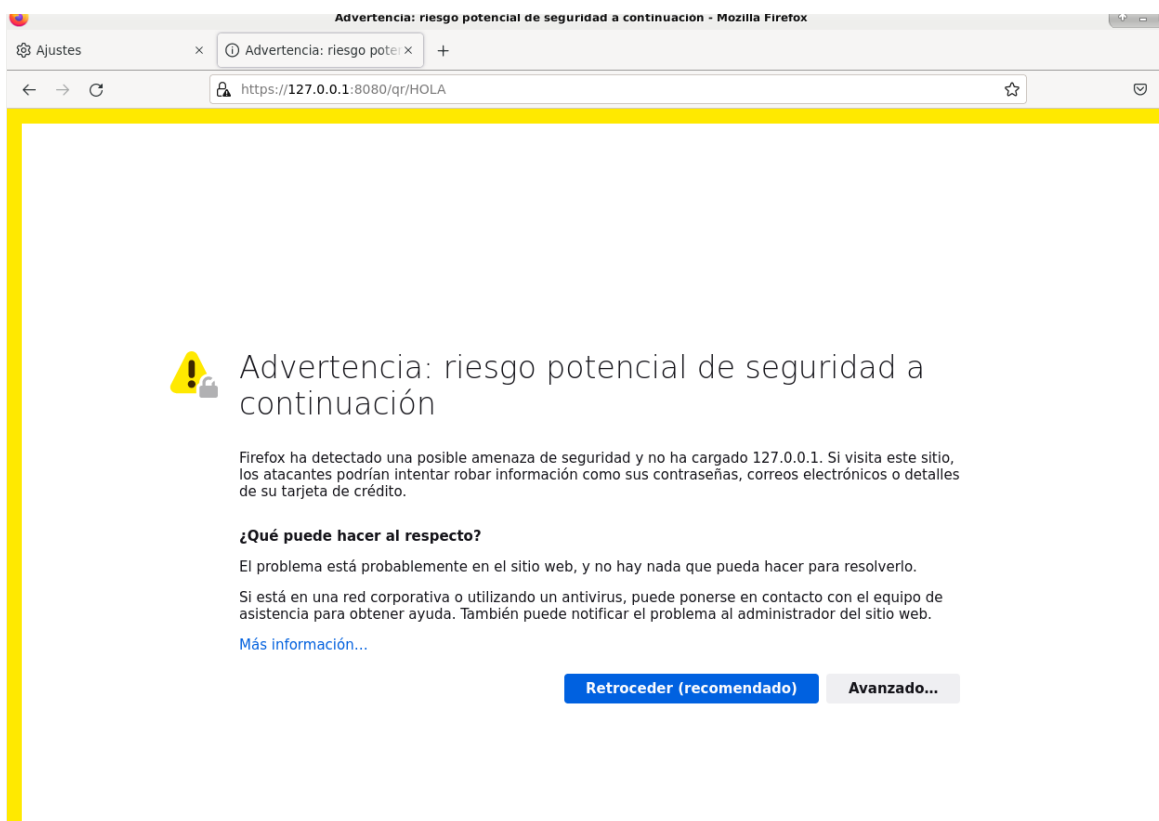 Advertencia: riesgo potencial de seguridad a continuación - Mozilla Firefox
Ajustes
Advertencia: riesgo poter
https://127.0.0.1:8080/qr/HOLA
Advertencia: riesgo potencial de seguridad a
continuación
Firefox ha detectado una posible amenaza de seguridad y no ha cargado 127.0.0.1. Si visita este sitio,
los atacantes podrían intentar robar información como sus contraseñas, correos electrónicos o detalles
de su tarjeta de crédito.
¿Qué puede hacer al respecto?
El problema está probablemente en el sitio web, y no hay nada que pueda hacer para resolverlo.
Si está en una red corporativa o utilizando un antivirus, puede ponerse en contacto con el equipo de
asistencia para obtener ayuda. También puede notificar el problema al administrador del sitio web.
Más información...
Retroceder (recomendado)
Avanzado...